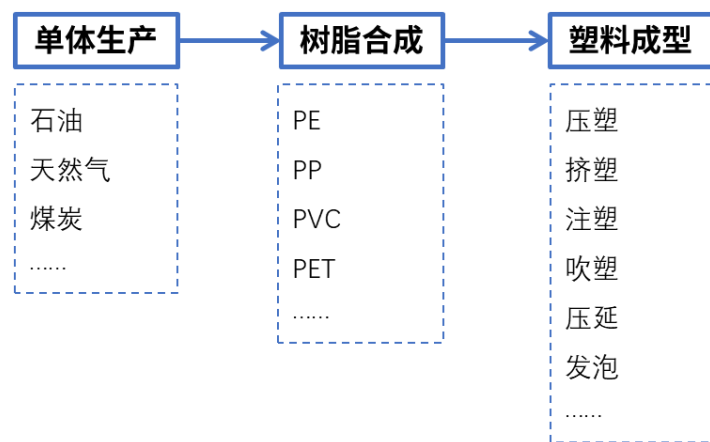 单体生产
树脂合成
塑料成型
石油
天然气
煤炭
……
PE
PP
PVC
PET
……
压塑
挤塑
注塑
吹塑
压延
发泡
……